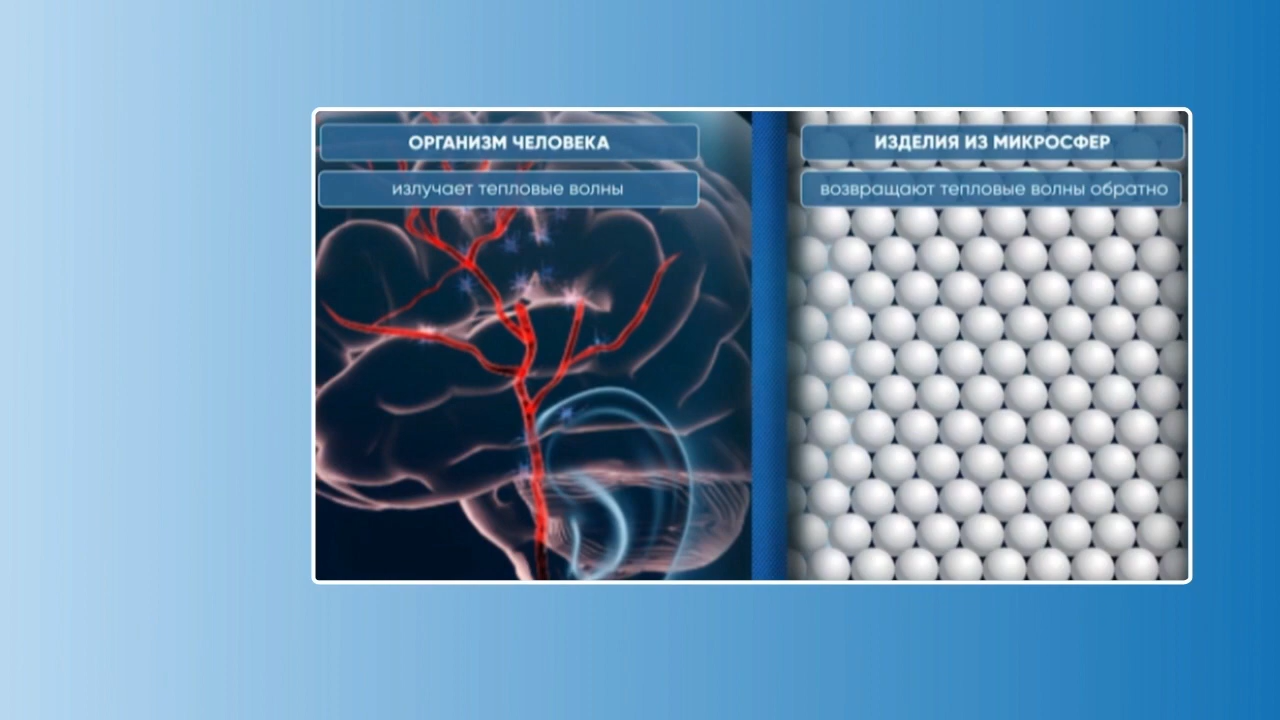 ОРГАНИЗМ ЧЕЛОВЕКА
излучает тепловые волны
ИЗДЕЛИЯ ИЗ МИКРОСФЕР
возвращают тепловые волны обратно